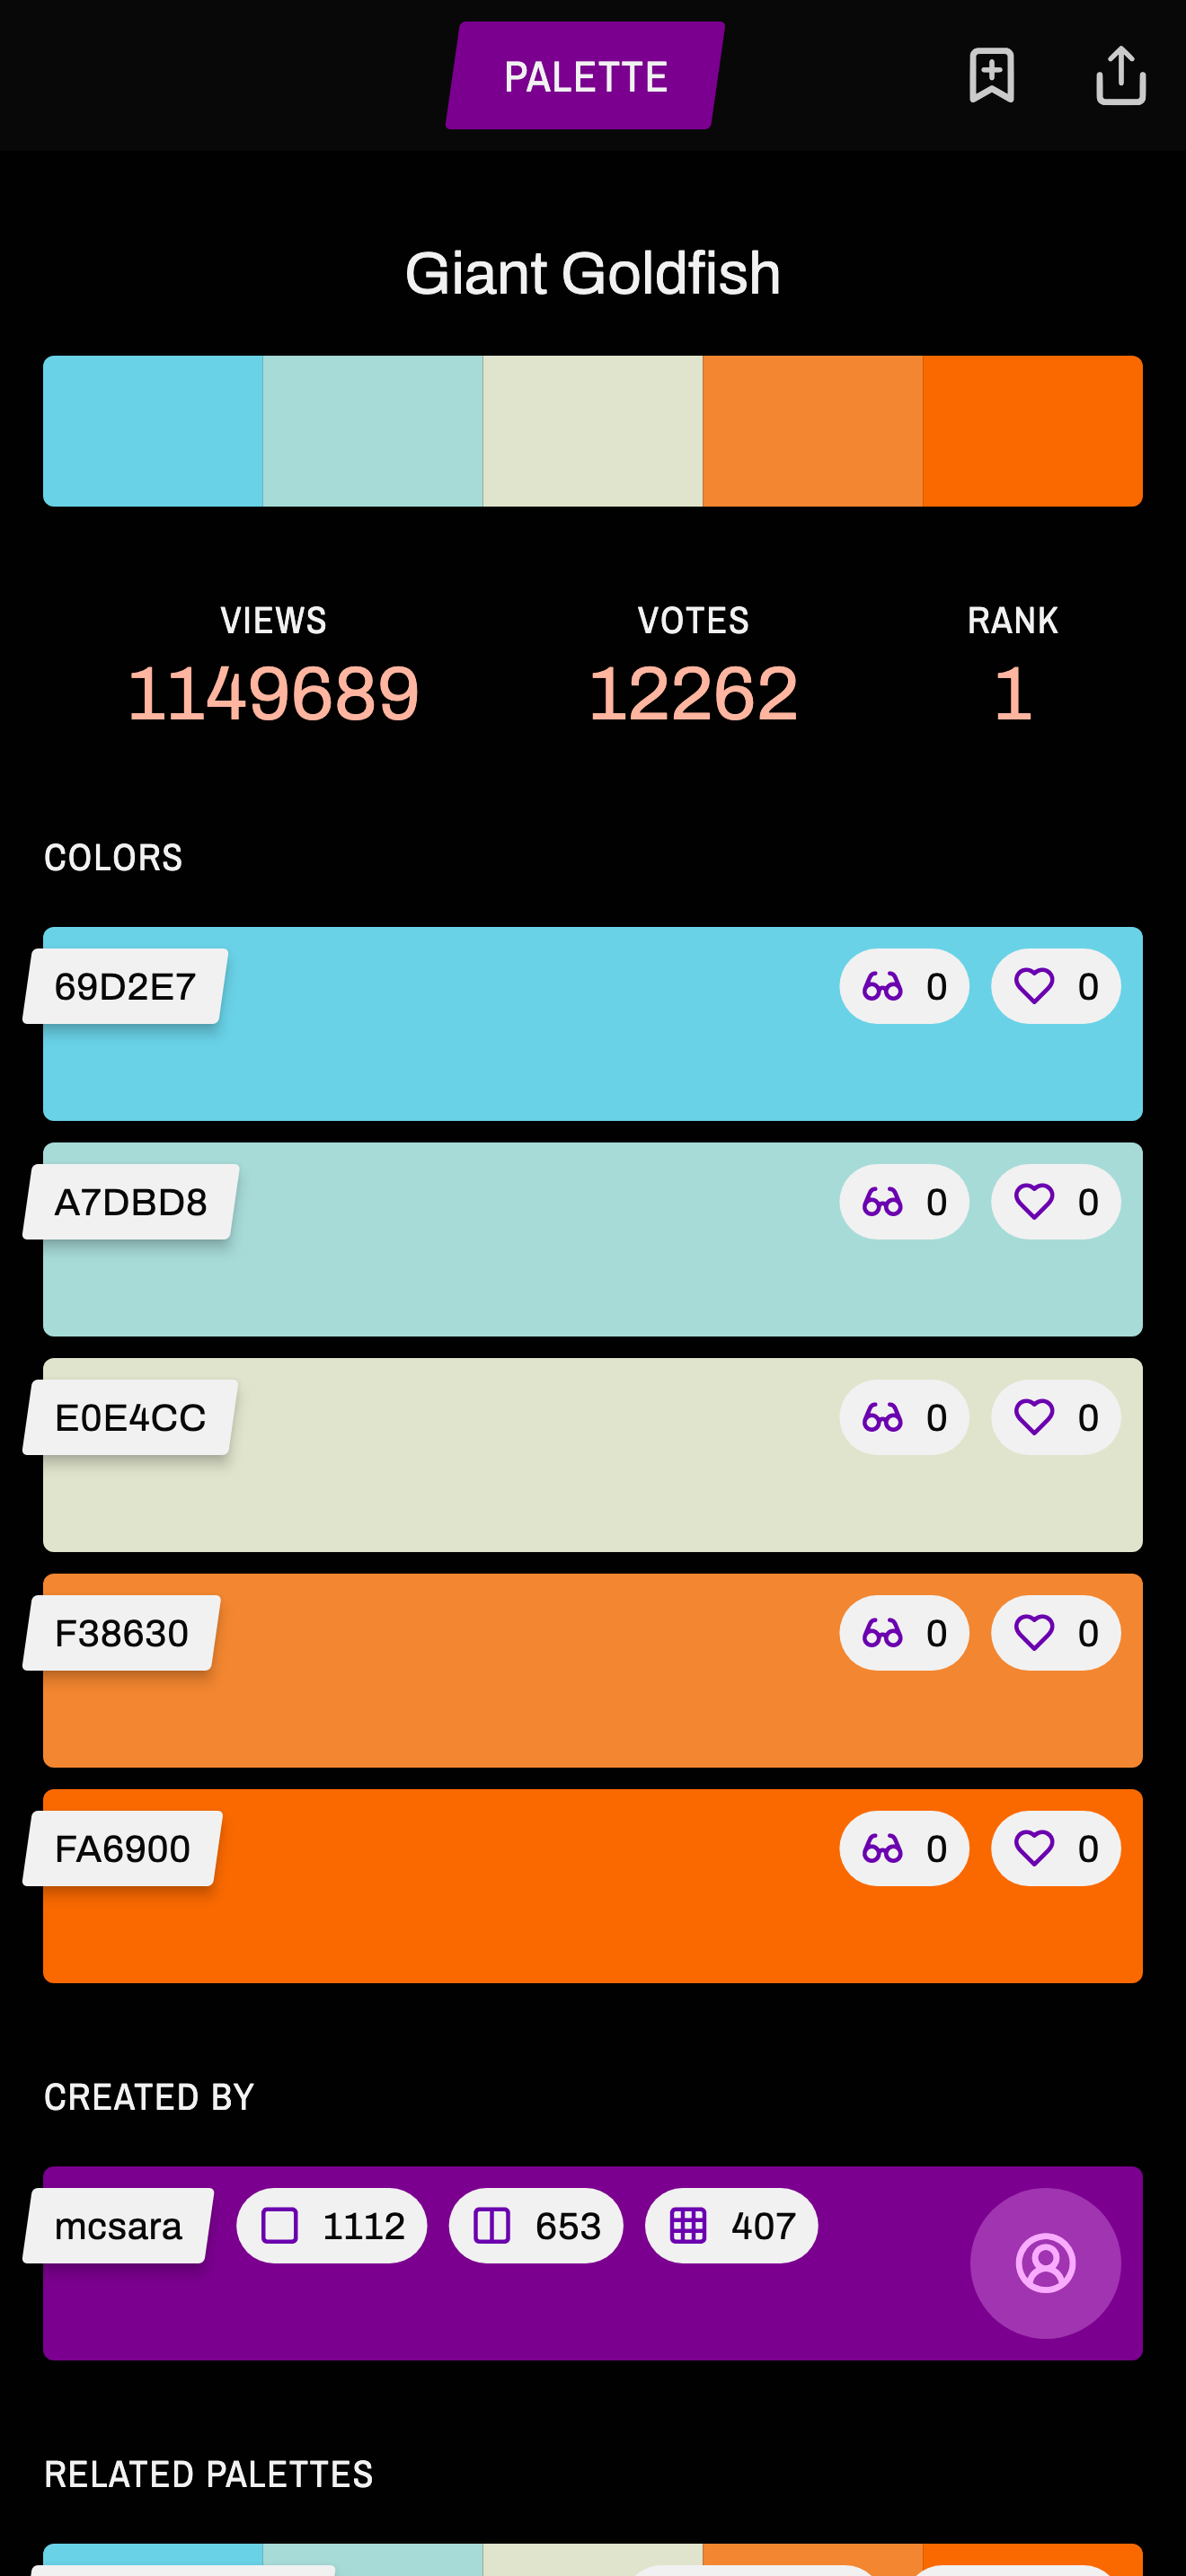 PALETTE
Giant Goldfish
VIEWS VOTES RANK
1149689 12262 1
COLORS
69D2E7 0 0
A7DBD8 0 0
E0E4CC 0 0
F38630 0 0
FA6900 0 0
CREATED BY
mcsara 1112 653 407
RELATED PALETTES